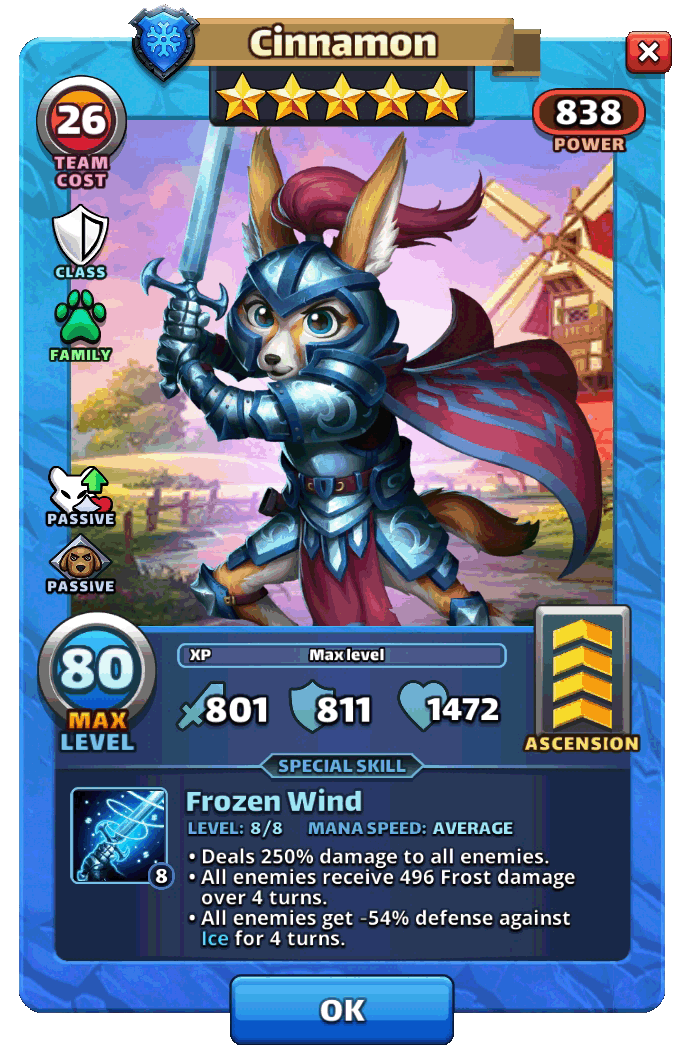 Cinnamon
26
TEAM
COST
838
POWER
CLASS
FAMILY
PASSIVE
PASSIVE
80
MAX
LEVEL
XP Max level
801 811 1472
ASCENSION
SPECIAL SKILL
Frozen Wind
LEVEL: 8/8 MANA SPEED: AVERAGE
8
• Deals 250% damage to all enemies.
• All enemies receive 496 Frost damage
over 4 turns.
• All enemies get -54% defense against
Ice for 4 turns.
OK